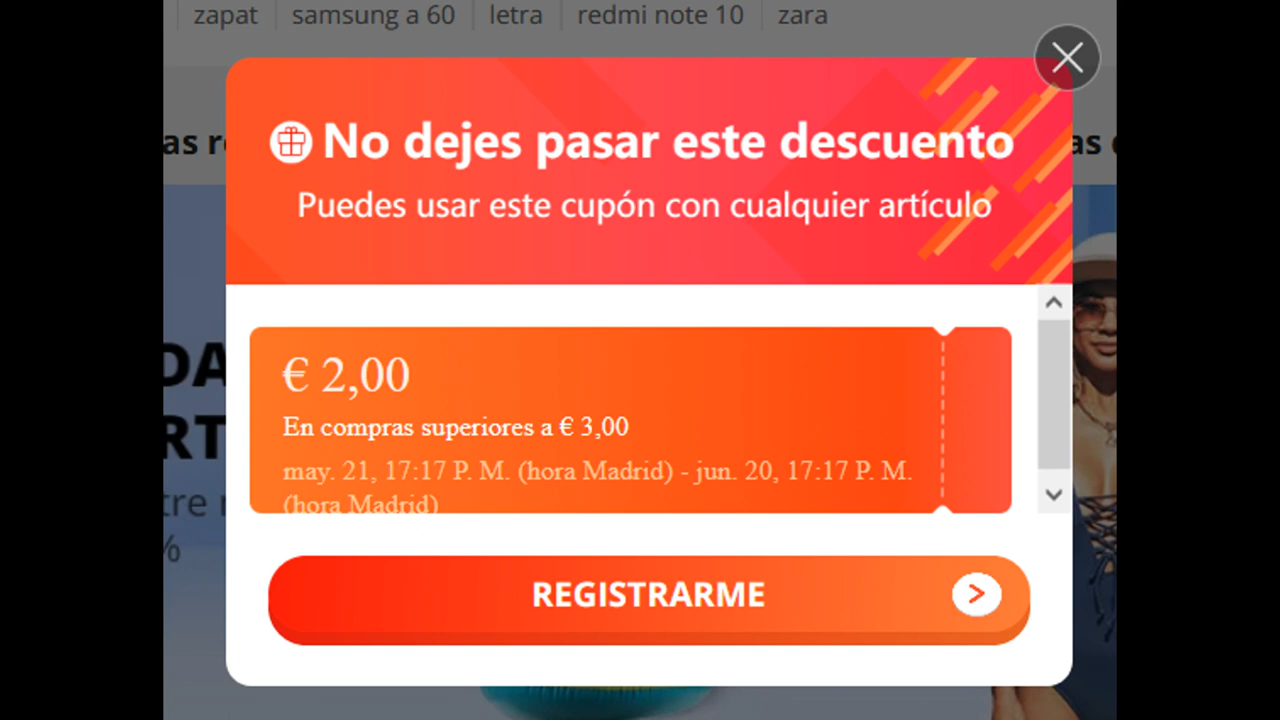 zapat samsung a 60 letra redmi note 10 zara
No dejes pasar este descuento
Puedes usar este cupón con cualquier artículo
€ 2,00
En compras superiores a € 3,00
may. 21, 17:17 P. M. (hora Madrid) - jun. 20, 17:17 P. M.
(hora Madrid)
REGISTRARME